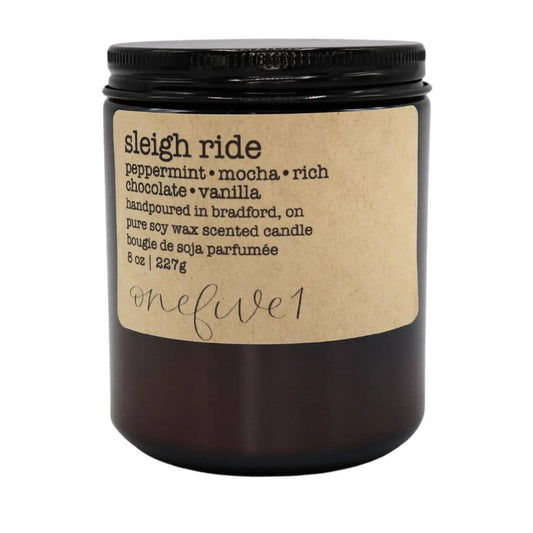 sleigh ride
peppermint • mocha • rich
chocolate • vanilla
handpoured in bradford, on
pure soy wax scented candle
bougie de soja parfumée
8 oz | 227g
onefive1